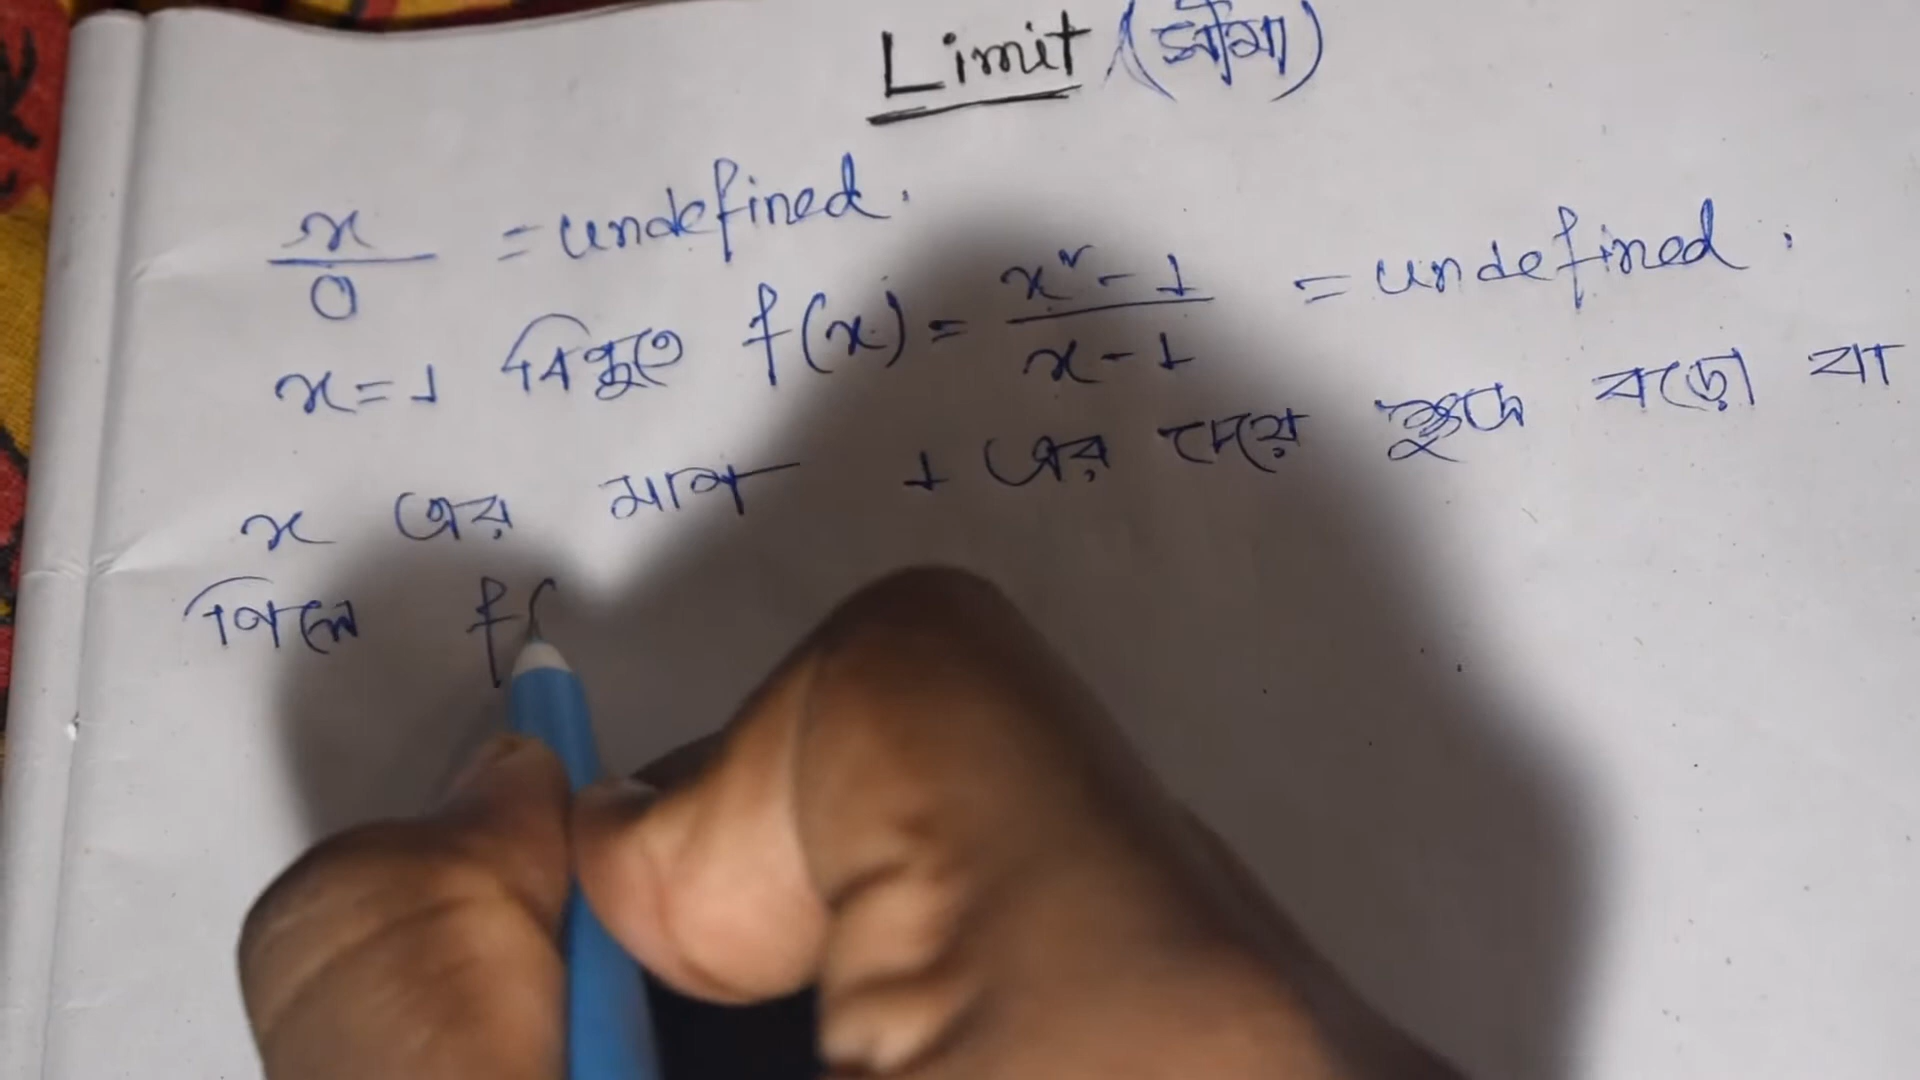 Limit (সীমা)
x/0 = undefined.
x=1 বিন্দুতে f(x) = x²-1/x-1 = undefined.
x এর মান 1 এর চেয়ে বড়ো বা
নিলে f(